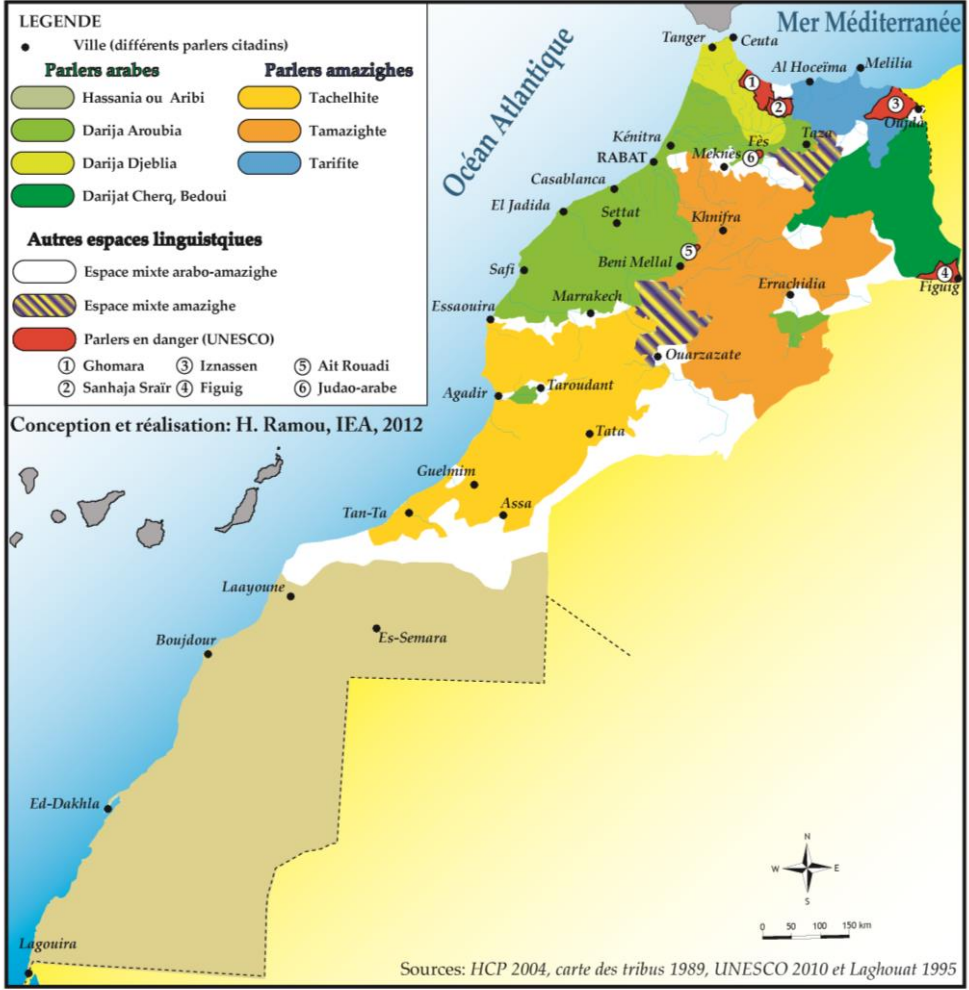 LEGENDE
Ville (différents parlers citadins)
Parlers arabes
Parlers amazighes
Hassania ou Aribi
Tachelhite
Darija Aroubia
Tamazighte
Darija Djeblia
Tarifite
Darijat Cherq, Bedoui
Autres espaces linguistqiues
Espace mixte arabo-amazighe
Espace mixte amazighe
Parlers en danger (UNESCO)
1 Ghomara
3 Iznassen
5 Ait Rouadi
2 Sanhaja Sraïr
4 Figuig
6 Judao-arabe
Conception et réalisation: H. Ramou, IEA, 2012
Océan Atlantique
Mer Méditerranée
Tanger
Ceuta
Al Hoceïma
Melilia
1
2
3
Oujda
Kénitra
Fès
Taza
RABAT
Meknès
6
Casablanca
El Jadida
Settat
Khnifra
5
Safi
Beni Mellal
4
Figuig
Errachidia
Essaouira
Marrakech
Ouarzazate
Agadir
Taroudant
Tata
Guelmim
Tan-Ta
Assa
Laayoune
Es-Semara
Boujdour
Ed-Dakhla
Lagouira
N
W
E
S
0 50 100 150 km
Sources: HCP 2004, carte des tribus 1989, UNESCO 2010 et Laghouat 1995